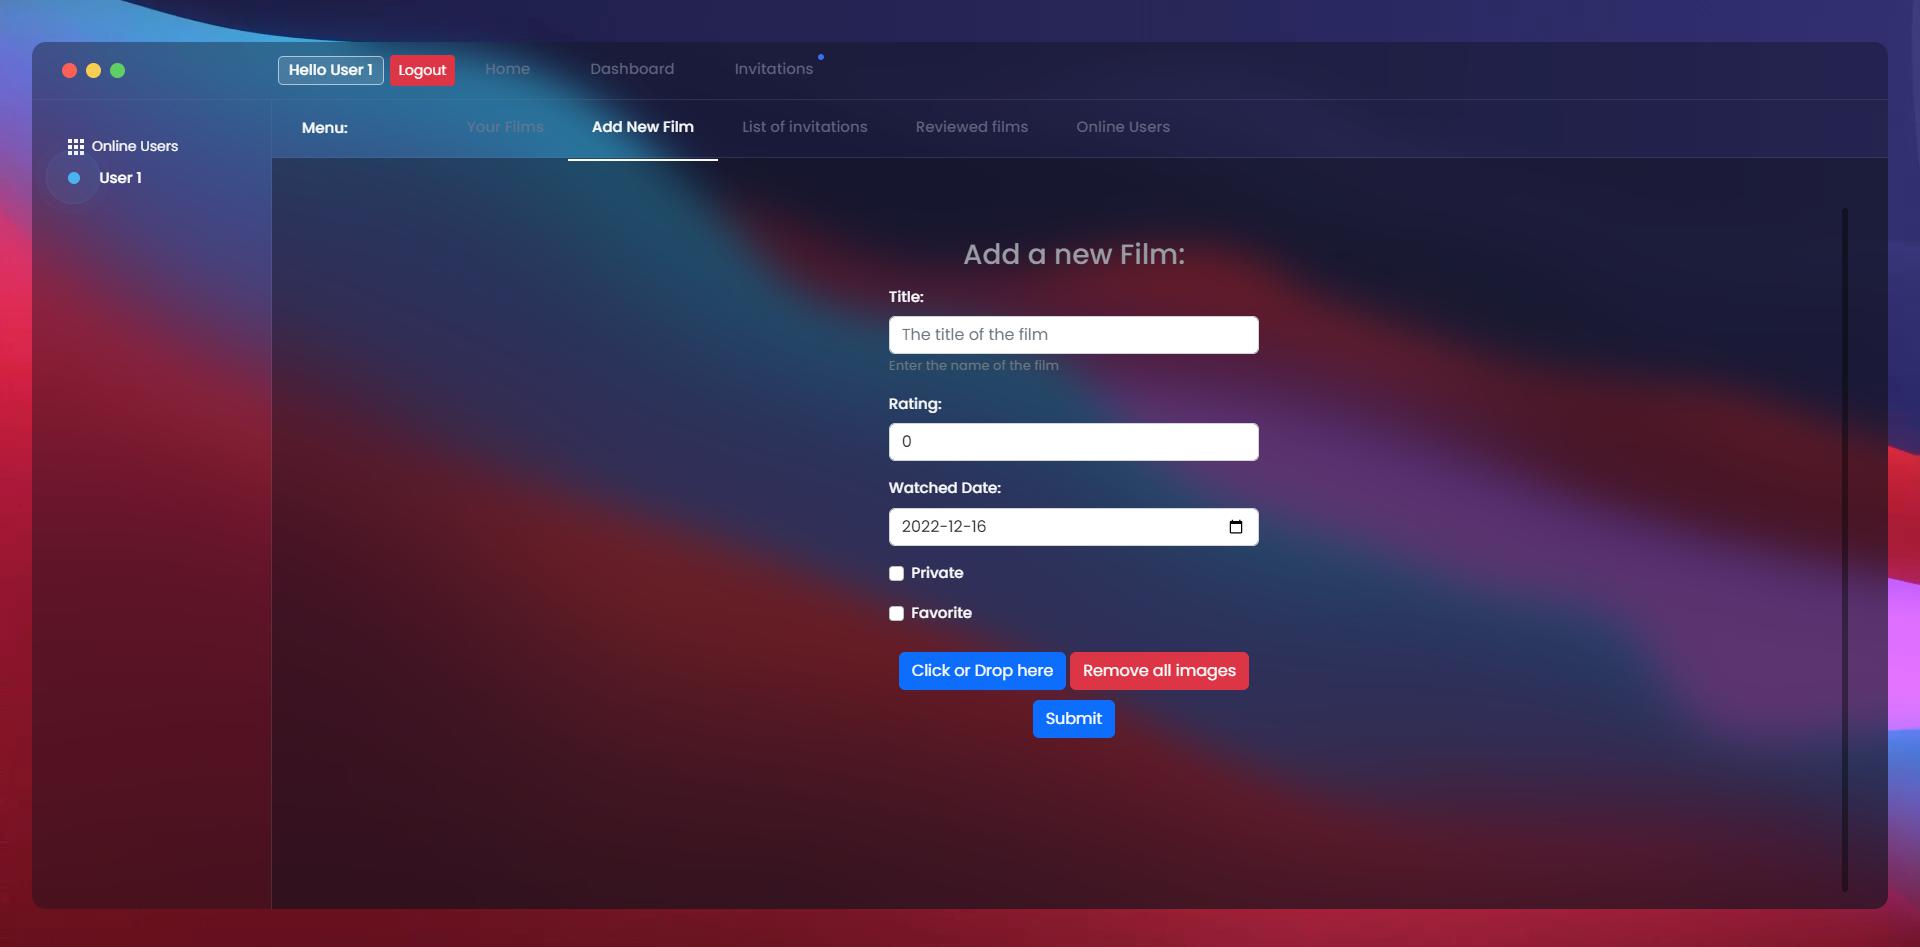 Hello User 1 Logout Home Dashboard Invitations
Menu: Your Films Add New Film List of invitations Reviewed films Online Users
Online Users
User 1
Add a new Film:
Title:
The title of the film
Enter the name of the film
Rating:
0
Watched Date:
2022-12-16
Private
Favorite
Click or Drop here Remove all images
Submit